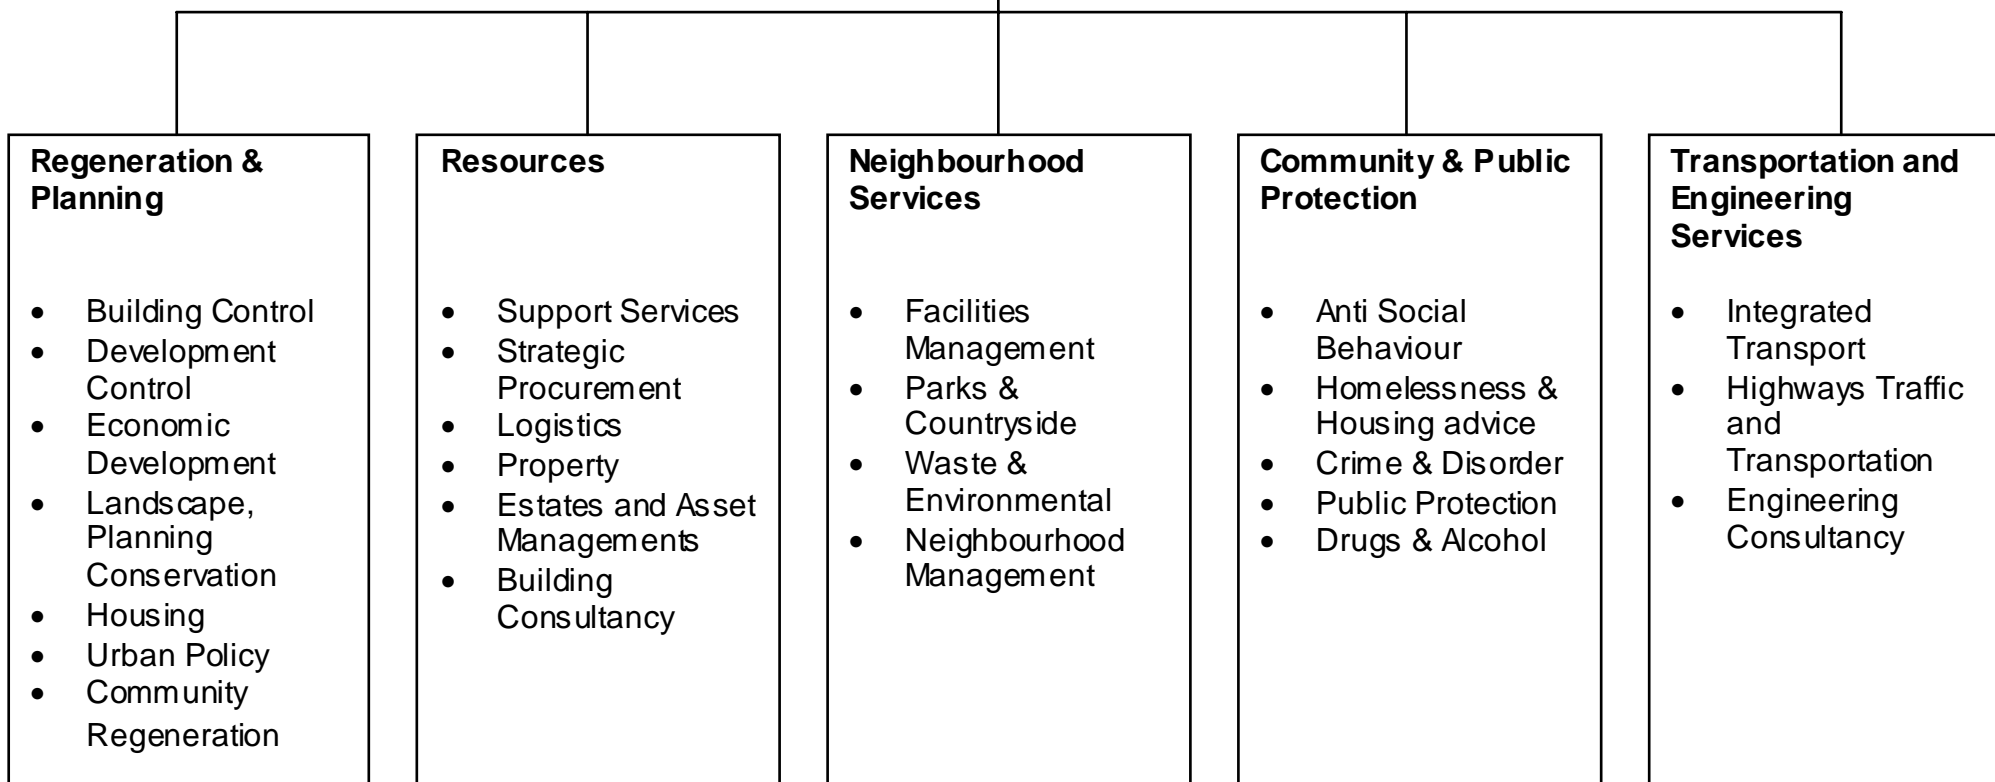 Regeneration &
Planning
• Building Control
• Development
Control
• Economic
Development
• Landscape,
Planning
Conservation
• Housing
• Urban Policy
• Community
Regeneration
Resources
• Support Services
• Strategic
Procurement
• Logistics
• Property
• Estates and Asset
Managements
• Building
Consultancy
Neighbourhood
Services
• Facilities
Management
• Parks &
Countryside
• Waste &
Environmental
• Neighbourhood
Management
Community & Public
Protection
• Anti Social
Behaviour
• Homelessness &
Housing advice
• Crime & Disorder
• Public Protection
• Drugs & Alcohol
Transportation and
Engineering
Services
• Integrated
Transport
• Highways Traffic
and
Transportation
• Engineering
Consultancy